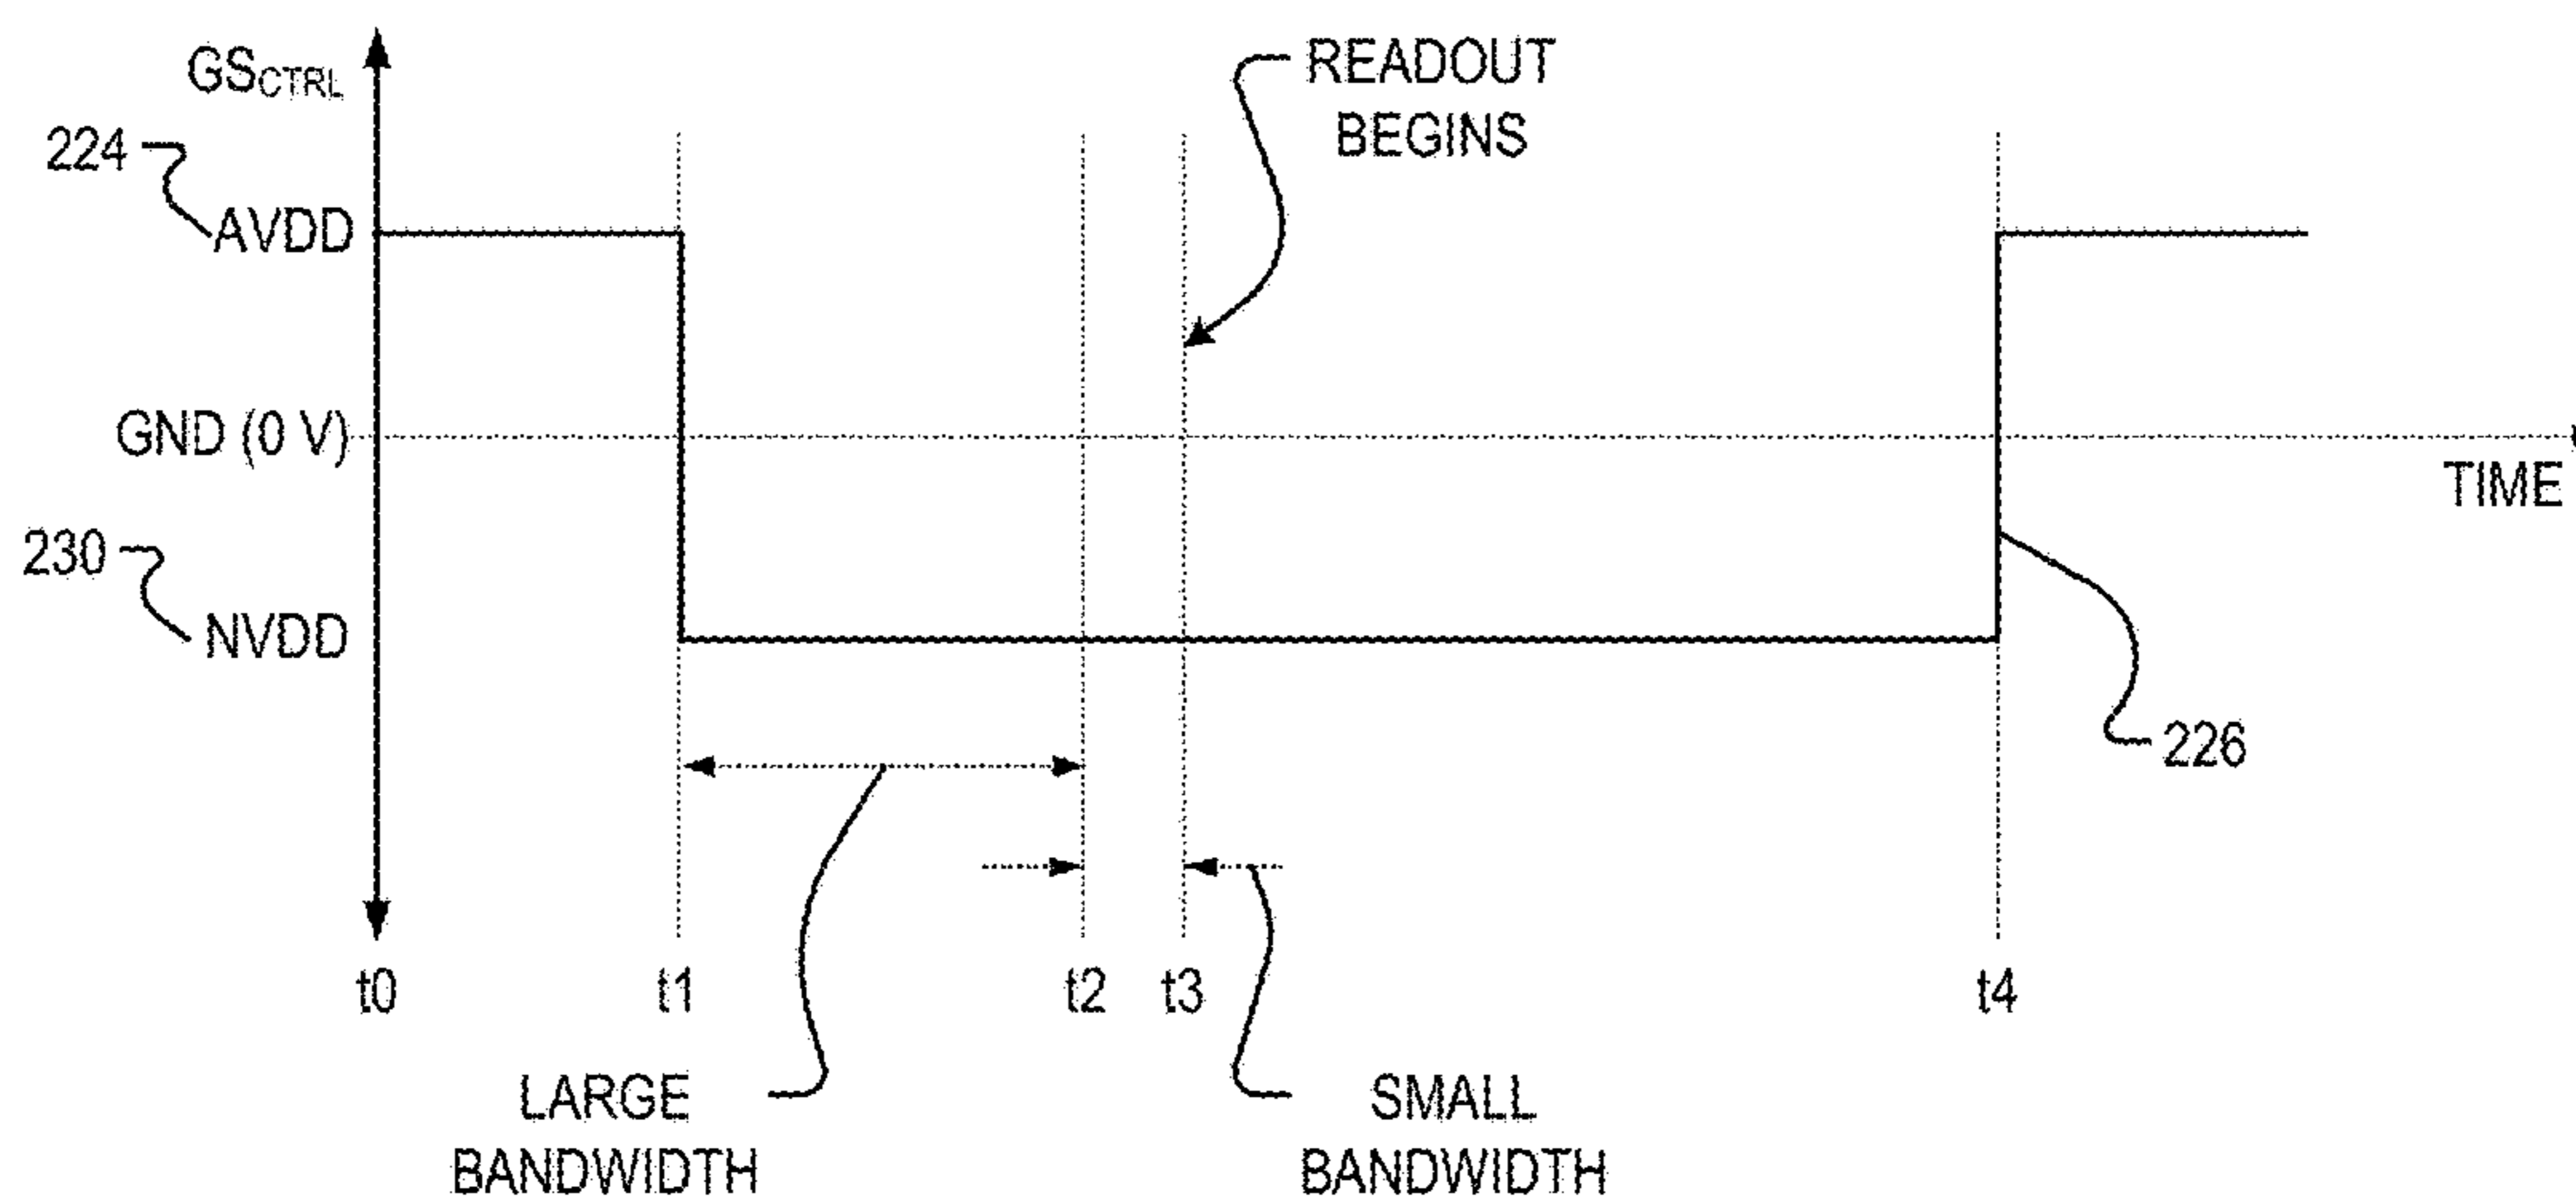 GSCTRL
READOUT
BEGINS
224
AVDD
GND (0 V)
TIME
230
NVDD
226
t0
t1
t2
t3
t4
LARGE
BANDWIDTH
SMALL
BANDWIDTH